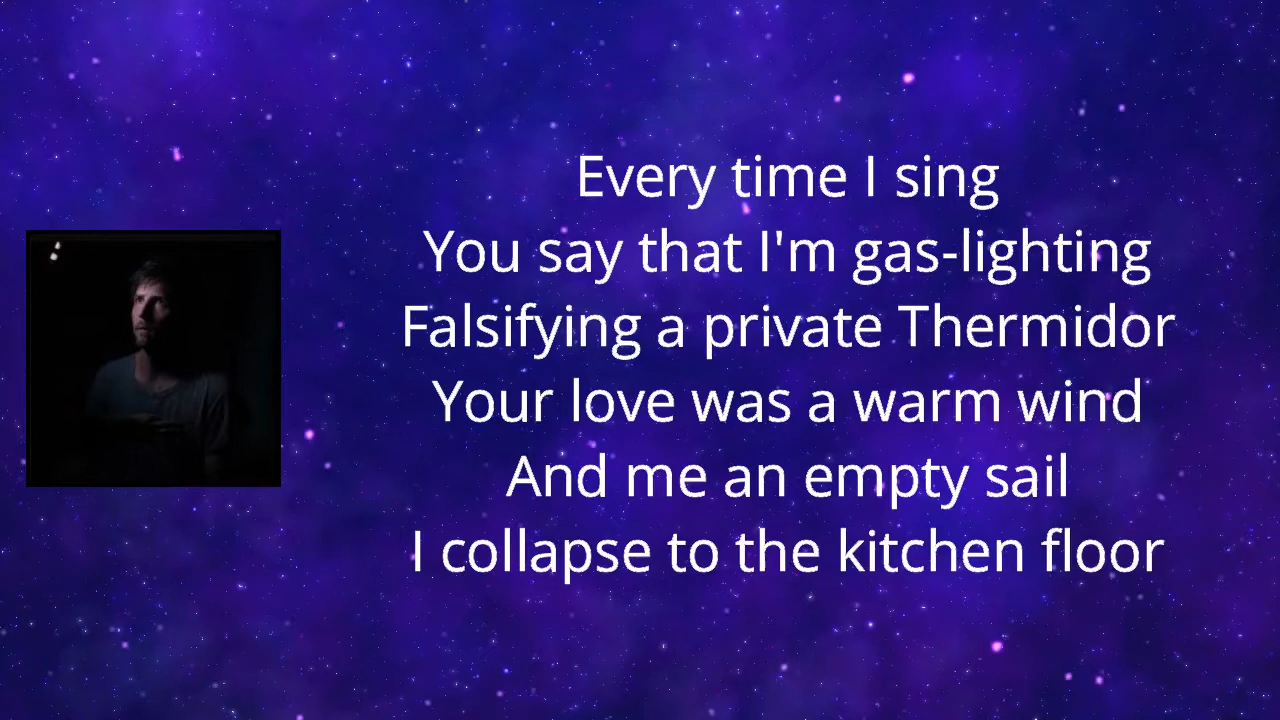 Every time I sing
You say that I'm gas-lighting
Falsifying a private Thermidor
Your love was a warm wind
And me an empty sail
I collapse to the kitchen floor